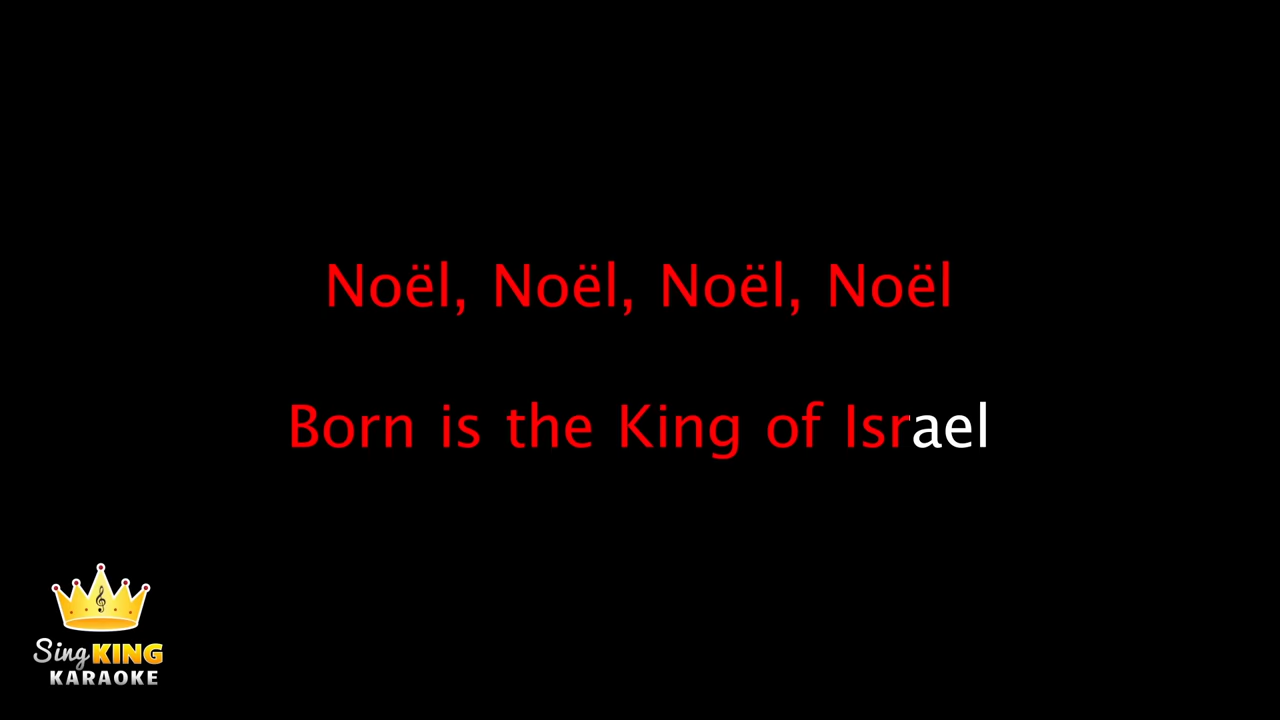 Noël, Noël, Noël, Noël
Born is the King of Israel
Sing KING
KARAOKE